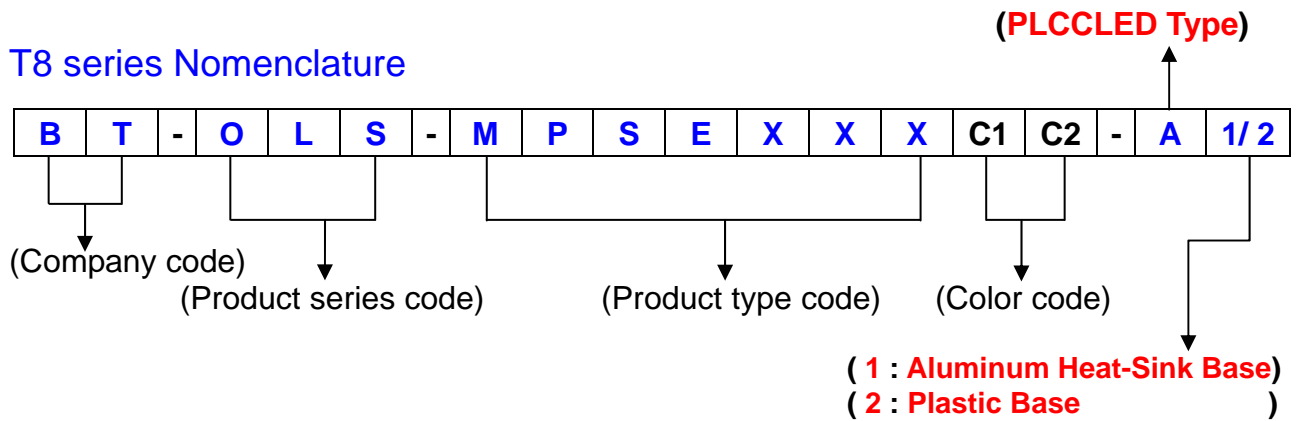 (PLCCLED Type)
T8 series Nomenclature
B T - O L S - M P S E X X X C1 C2 - A 1/ 2
(Company code)
(Product series code) (Product type code) (Color code)
( 1 : Aluminum Heat-Sink Base)
( 2 : Plastic Base )